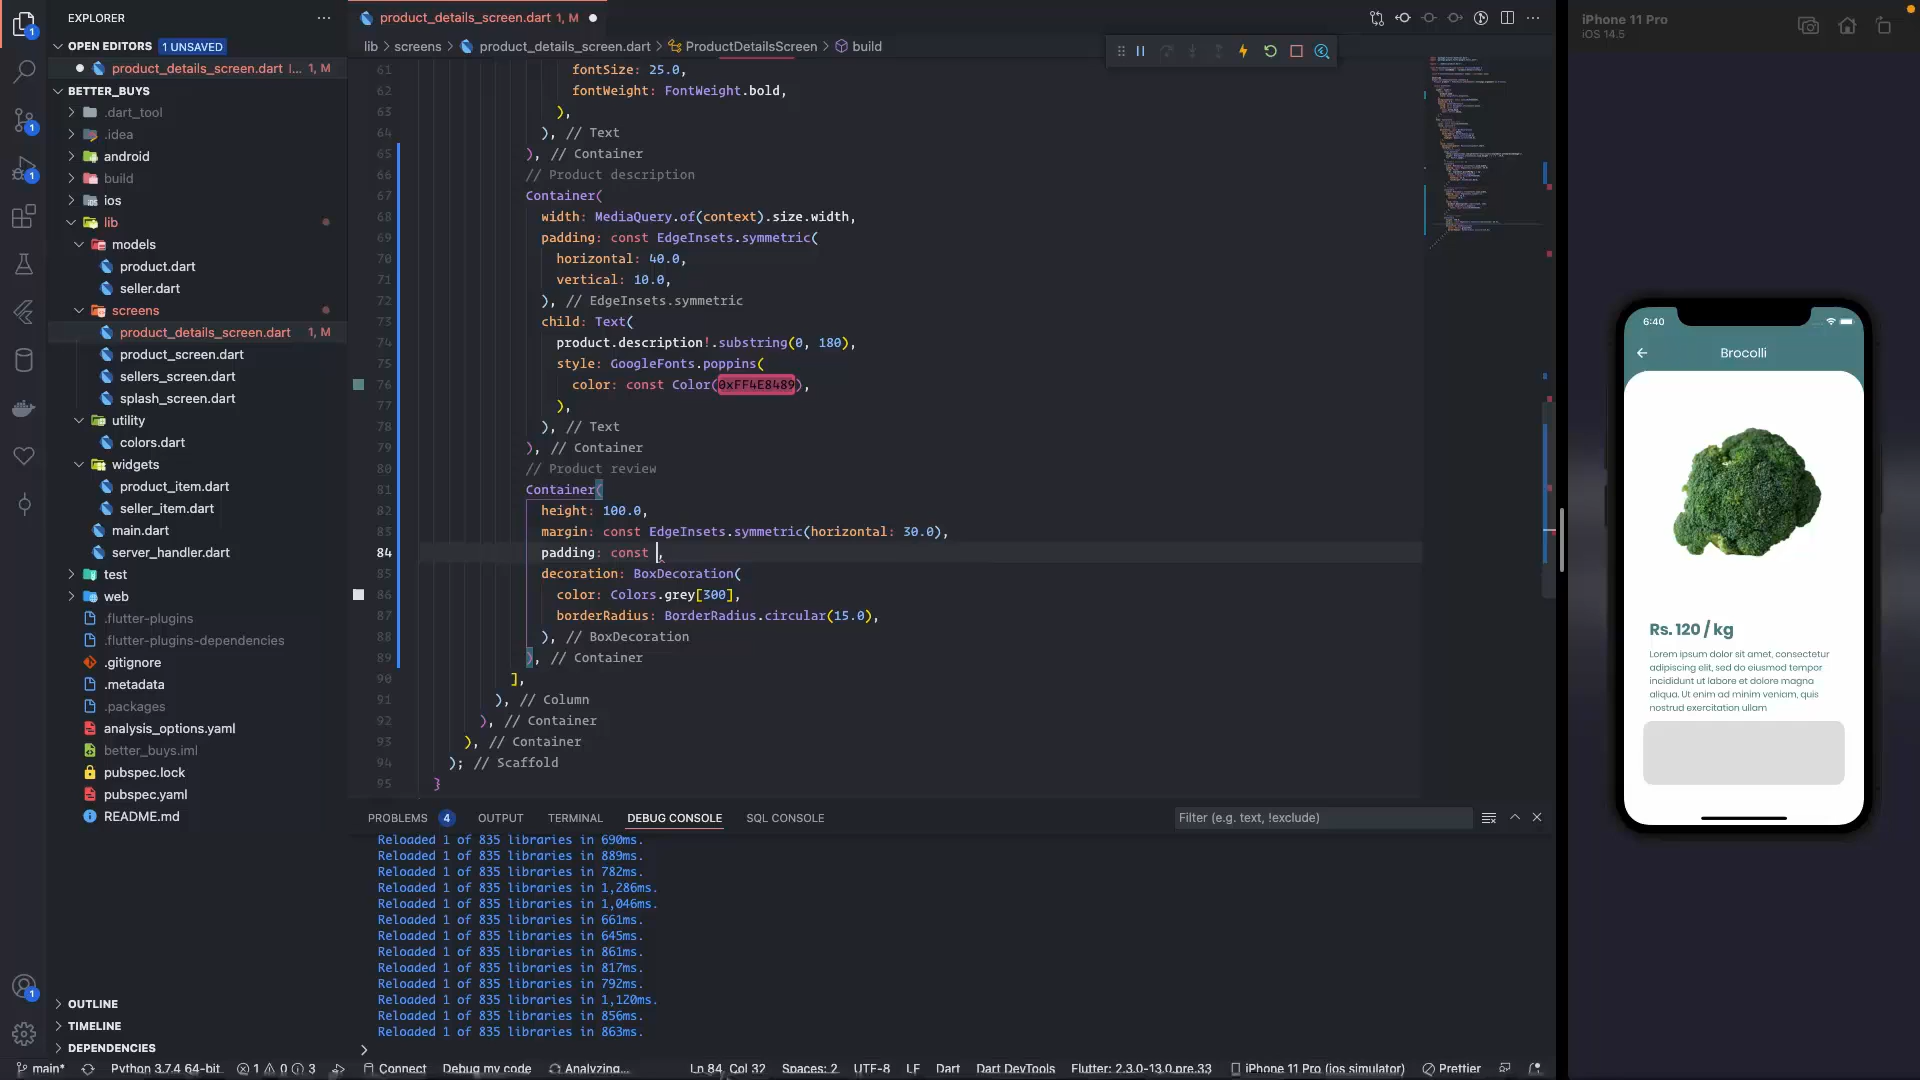 EXPLORER
OPEN EDITORS 1 UNSAVED
product_details_screen.dart l... 1, M
BETTER_BUYS
.dart_tool
.idea
android
build
ios
lib
models
product.dart
seller.dart
screens
product_details_screen.dart 1, M
product_screen.dart
sellers_screen.dart
splash_screen.dart
utility
colors.dart
widgets
product_item.dart
seller_item.dart
main.dart
server_handler.dart
test
web
.flutter-plugins
.flutter-plugins-dependencies
.gitignore
.metadata
.packages
analysis_options.yaml
better_buys.iml
pubspec.lock
pubspec.yaml
README.md
OUTLINE
TIMELINE
DEPENDENCIES
product_details_screen.dart 1, M
lib > screens > product_details_screen.dart > ProductDetailsScreen > build
61 fontSize: 25.0,
62 fontWeight: FontWeight.bold,
63 ),
64 ), // Text
65 ), // Container
66 // Product description
67 Container(
68 width: MediaQuery.of(context).size.width,
69 padding: const EdgeInsets.symmetric(
70 horizontal: 40.0,
71 vertical: 10.0,
72 ), // EdgeInsets.symmetric
73 child: Text(
74 product.description!.substring(0, 180),
75 style: GoogleFonts.poppins(
76 color: const Color(0xFF4E8489),
77 ),
78 ), // Text
79 ), // Container
80 // Product review
81 Container(
82 height: 100.0,
83 margin: const EdgeInsets.symmetric(horizontal: 30.0),
84 padding: const ,
85 decoration: BoxDecoration(
86 color: Colors.grey[300],
87 borderRadius: BorderRadius.circular(15.0),
88 ), // BoxDecoration
89 ), // Container
90 ],
91 ), // Column
92 ), // Container
93 ), // Container
94 ); // Scaffold
95 }
PROBLEMS 4 OUTPUT TERMINAL DEBUG CONSOLE SQL CONSOLE
Filter (e.g. text, !exclude)
Reloaded 1 of 835 libraries in 690ms.
Reloaded 1 of 835 libraries in 889ms.
Reloaded 1 of 835 libraries in 782ms.
Reloaded 1 of 835 libraries in 1,286ms.
Reloaded 1 of 835 libraries in 1,046ms.
Reloaded 1 of 835 libraries in 661ms.
Reloaded 1 of 835 libraries in 645ms.
Reloaded 1 of 835 libraries in 861ms.
Reloaded 1 of 835 libraries in 817ms.
Reloaded 1 of 835 libraries in 792ms.
Reloaded 1 of 835 libraries in 1,120ms.
Reloaded 1 of 835 libraries in 856ms.
Reloaded 1 of 835 libraries in 863ms.
main* Python 3.7.4 64-bit 1 0 3 Connect Debug my code Analyzing... Ln 84, Col 32 Spaces: 2 UTF-8 LF Dart Dart DevTools Flutter: 2.3.0-13.0.pre.33 iPhone 11 Pro (ios simulator) Prettier
iPhone 11 Pro
iOS 14.5
6:40
Brocolli
Rs. 120 / kg
Lorem ipsum dolor sit amet, consectetur
adipiscing elit, sed do eiusmod tempor
incididunt ut labore et dolore magna
aliqua. Ut enim ad minim veniam, quis
nostrud exercitation ullam